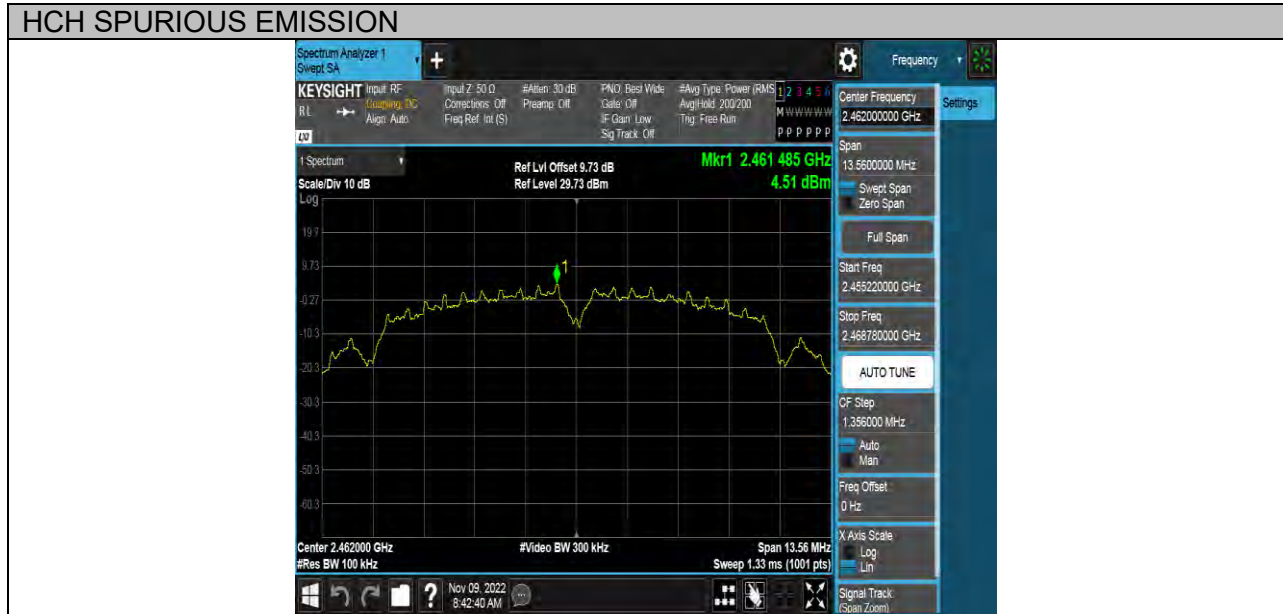 HCH SPURIOUS EMISSION
Spectrum Analyzer 1
Swept SA
+
Frequency
KEYSIGHT
RL
LXI
Input: RF
Coupling: DC
Align: Auto
Input Z: 50 Ω
Corrections: Off
Freq Ref: Int (S)
#Atten: 30 dB
Preamp: Off
PNO: Best Wide
Gate: Off
IF Gain: Low
Sig Track: Off
#Avg Type: Power (RMS
Avg|Hold: 200/200
Trig: Free Run
1 2 3 4 5 6
M W W W W W
P P P P P P
1 Spectrum
Scale/Div 10 dB
Log
Ref Lvl Offset 9.73 dB
Ref Level 29.73 dBm
Mkr1 2.461 485 GHz
4.51 dBm
19.7
9.73
-0.27
-10.3
-20.3
-30.3
-40.3
-50.3
-60.3
1
Center 2.462000 GHz
#Res BW 100 kHz
#Video BW 300 kHz
Span 13.56 MHz
Sweep 1.33 ms (1001 pts)
?
Nov 09, 2022
8:42:40 AM
Center Frequency
2.462000000 GHz
Settings
Span
13.5600000 MHz
Swept Span
Zero Span
Full Span
Start Freq
2.455220000 GHz
Stop Freq
2.468780000 GHz
AUTO TUNE
CF Step
1.356000 MHz
Auto
Man
Freq Offset
0 Hz
X Axis Scale
Log
Lin
Signal Track
(Span Zoom)